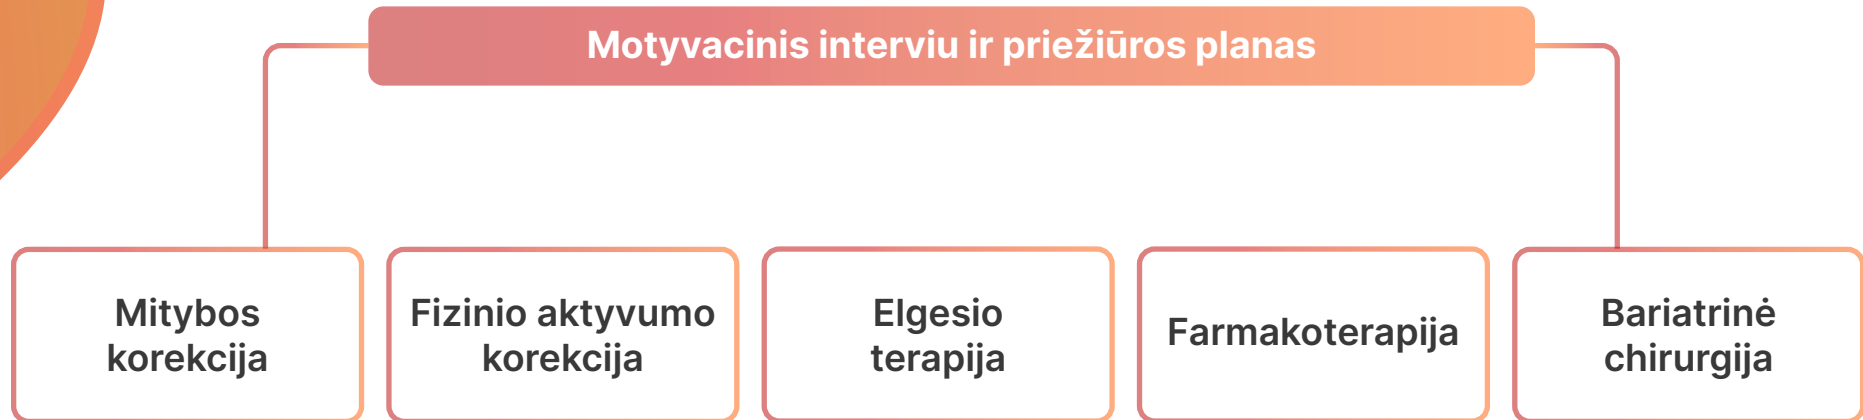 Motyvacinis interviu ir priežiūros planas
Mitybos
korekcija
Fizinio aktyvumo
korekcija
Elgesio
terapija
Farmakoterapija
Bariatrinė
chirurgija